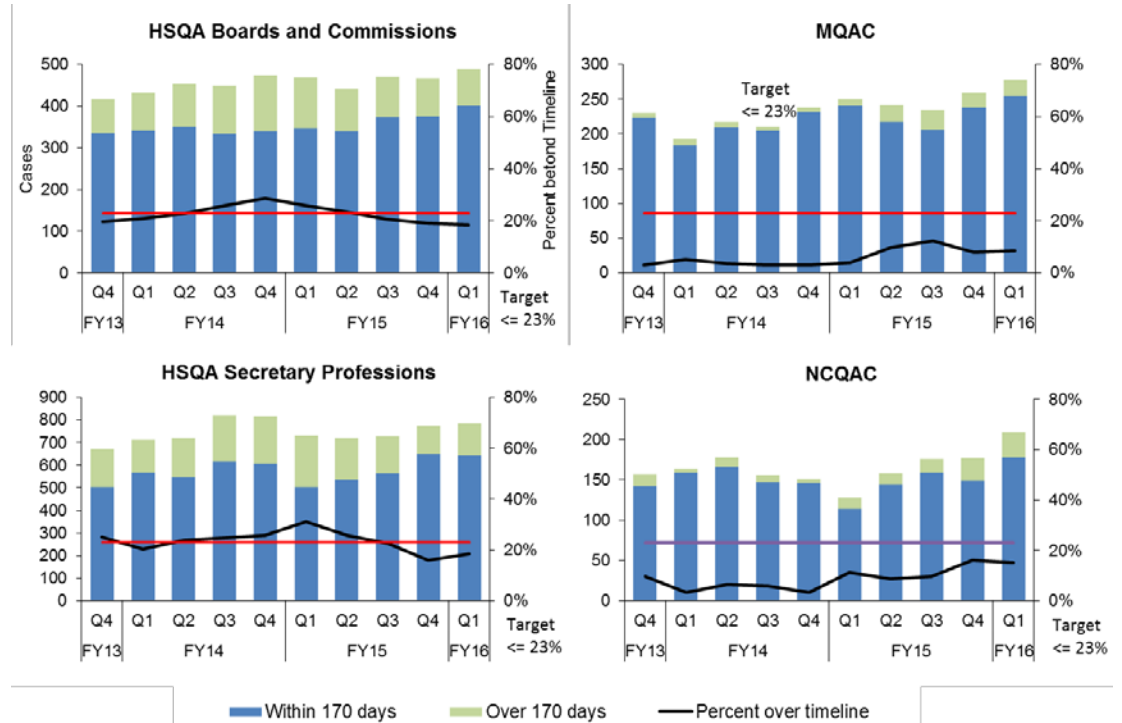 HSQA Boards and Commissions
500
400
300
200
100
0
Cases
80%
60%
40%
20%
0%
Percent betond Timeline
Q4 Q1 Q2 Q3 Q4 Q1 Q2 Q3 Q4 Q1
FY13 FY14 FY15 FY16
Target
<= 23%
MQAC
300
250
200
150
100
50
0
Target
<= 23%
80%
60%
40%
20%
0%
Q4 Q1 Q2 Q3 Q4 Q1 Q2 Q3 Q4 Q1
FY13 FY14 FY15 FY16
HSQA Secretary Professions
900
800
700
600
500
400
300
200
100
0
80%
60%
40%
20%
0%
Q4 Q1 Q2 Q3 Q4 Q1 Q2 Q3 Q4 Q1
FY13 FY14 FY15 FY16
Target
<= 23%
NCQAC
250
200
150
100
50
0
80%
60%
40%
20%
0%
Q4 Q1 Q2 Q3 Q4 Q1 Q2 Q3 Q4 Q1
FY13 FY14 FY15 FY16
Target
<= 23%
Within 170 days Over 170 days Percent over timeline